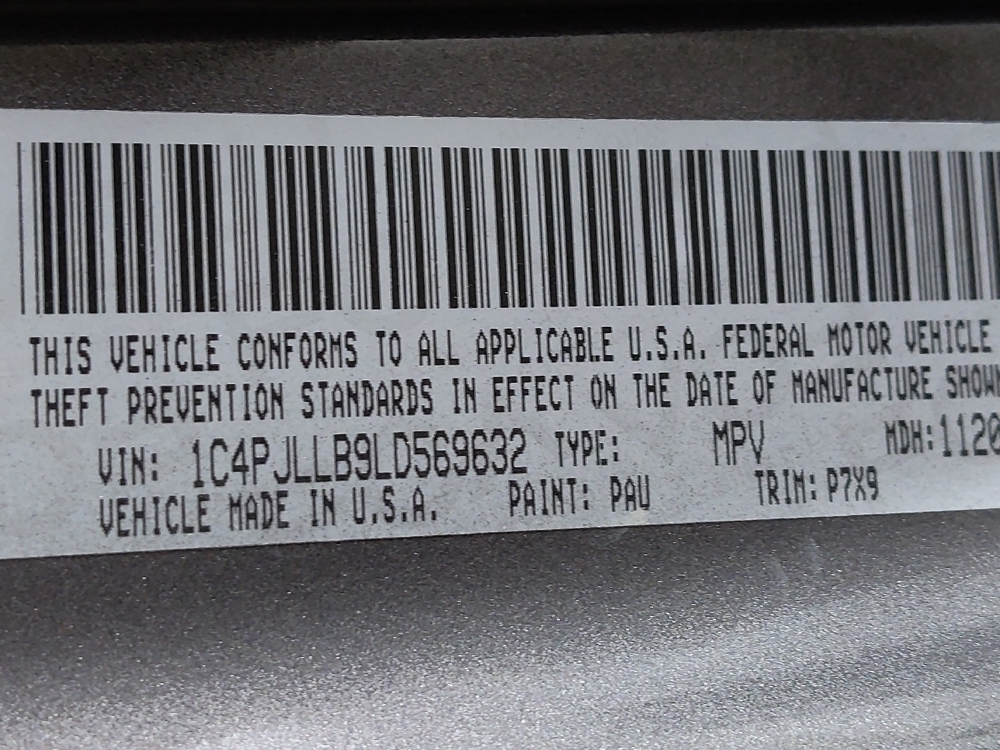 THIS VEHICLE CONFORMS TO ALL APPLICABLE U.S.A. FEDERAL MOTOR VEHICLE
THEFT PREVENTION STANDARDS IN EFFECT ON THE DATE OF MANUFACTURE SHOWN
VIN: 1C4PJLLB9LD569632 TYPE: MPV MDH: 1120
VEHICLE MADE IN U.S.A. PAINT: PAU TRIM: P7X9